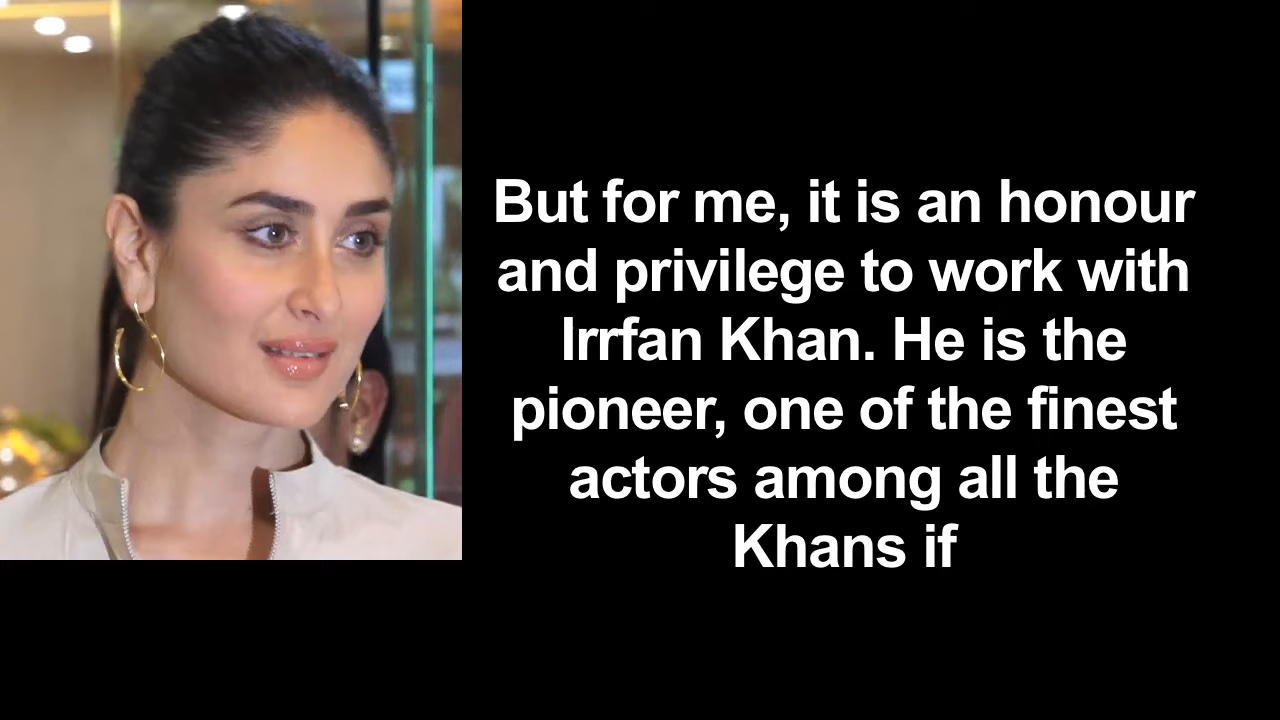 But for me, it is an honour
and privilege to work with
Irrfan Khan. He is the
pioneer, one of the finest
actors among all the
Khans if